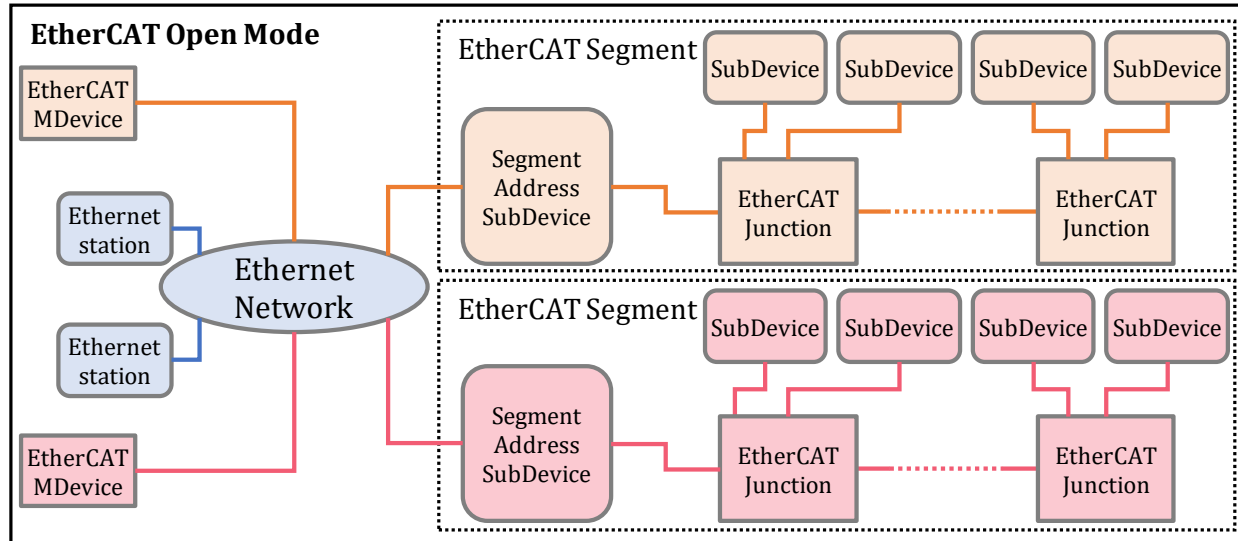 EtherCAT Open Mode
EtherCAT
MDevice
Ethernet
station
Ethernet
Network
Ethernet
station
EtherCAT
MDevice
EtherCAT Segment
SubDevice
SubDevice
SubDevice
SubDevice
Segment
Address
SubDevice
EtherCAT
Junction
EtherCAT
Junction
EtherCAT Segment
SubDevice
SubDevice
SubDevice
SubDevice
Segment
Address
SubDevice
EtherCAT
Junction
EtherCAT
Junction